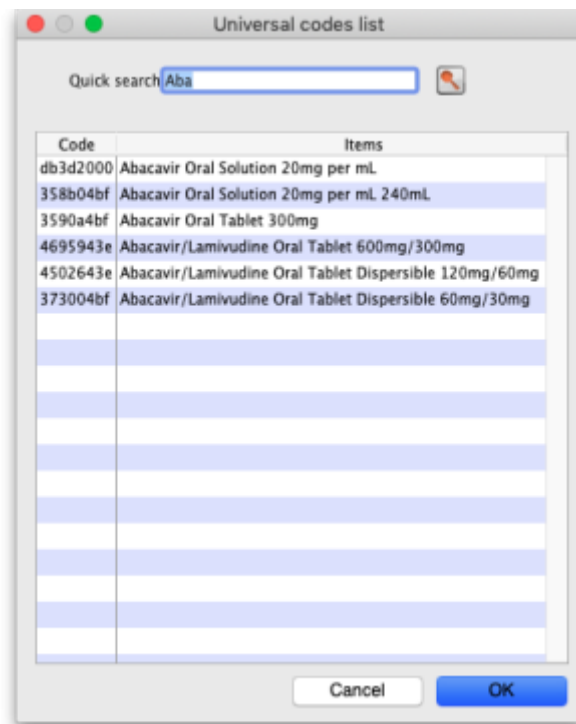 Universal codes list
Quick search Aba
Code Items
db3d2000 Abacavir Oral Solution 20mg per mL
358b04bf Abacavir Oral Solution 20mg per mL 240mL
3590a4bf Abacavir Oral Tablet 300mg
4695943e Abacavir/Lamivudine Oral Tablet 600mg/300mg
4502643e Abacavir/Lamivudine Oral Tablet Dispersible 120mg/60mg
373004bf Abacavir/Lamivudine Oral Tablet Dispersible 60mg/30mg
Cancel OK